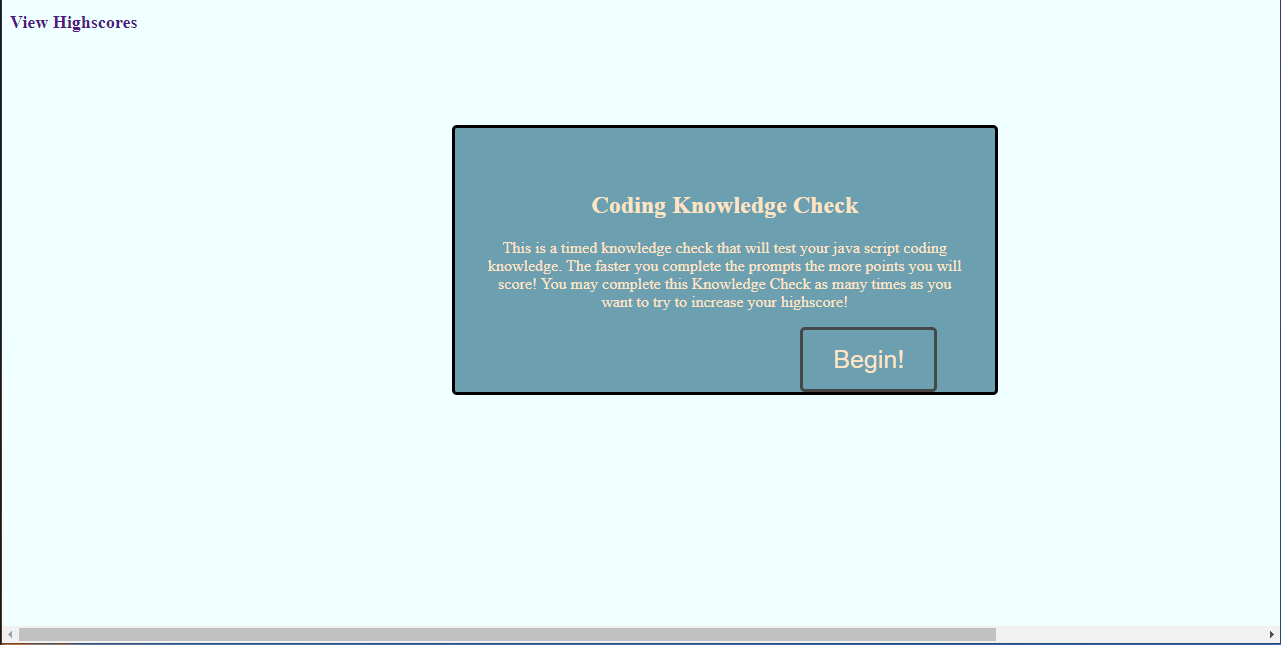 View Highscores
Coding Knowledge Check
This is a timed knowledge check that will test your java script coding
knowledge. The faster you complete the prompts the more points you will
score! You may complete this Knowledge Check as many times as you
want to try to increase your highscore!
Begin!